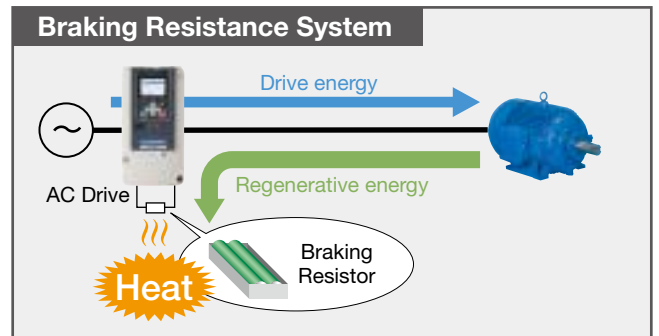 Braking Resistance System
Drive energy
Regenerative energy
AC Drive
Braking
Resistor
Heat